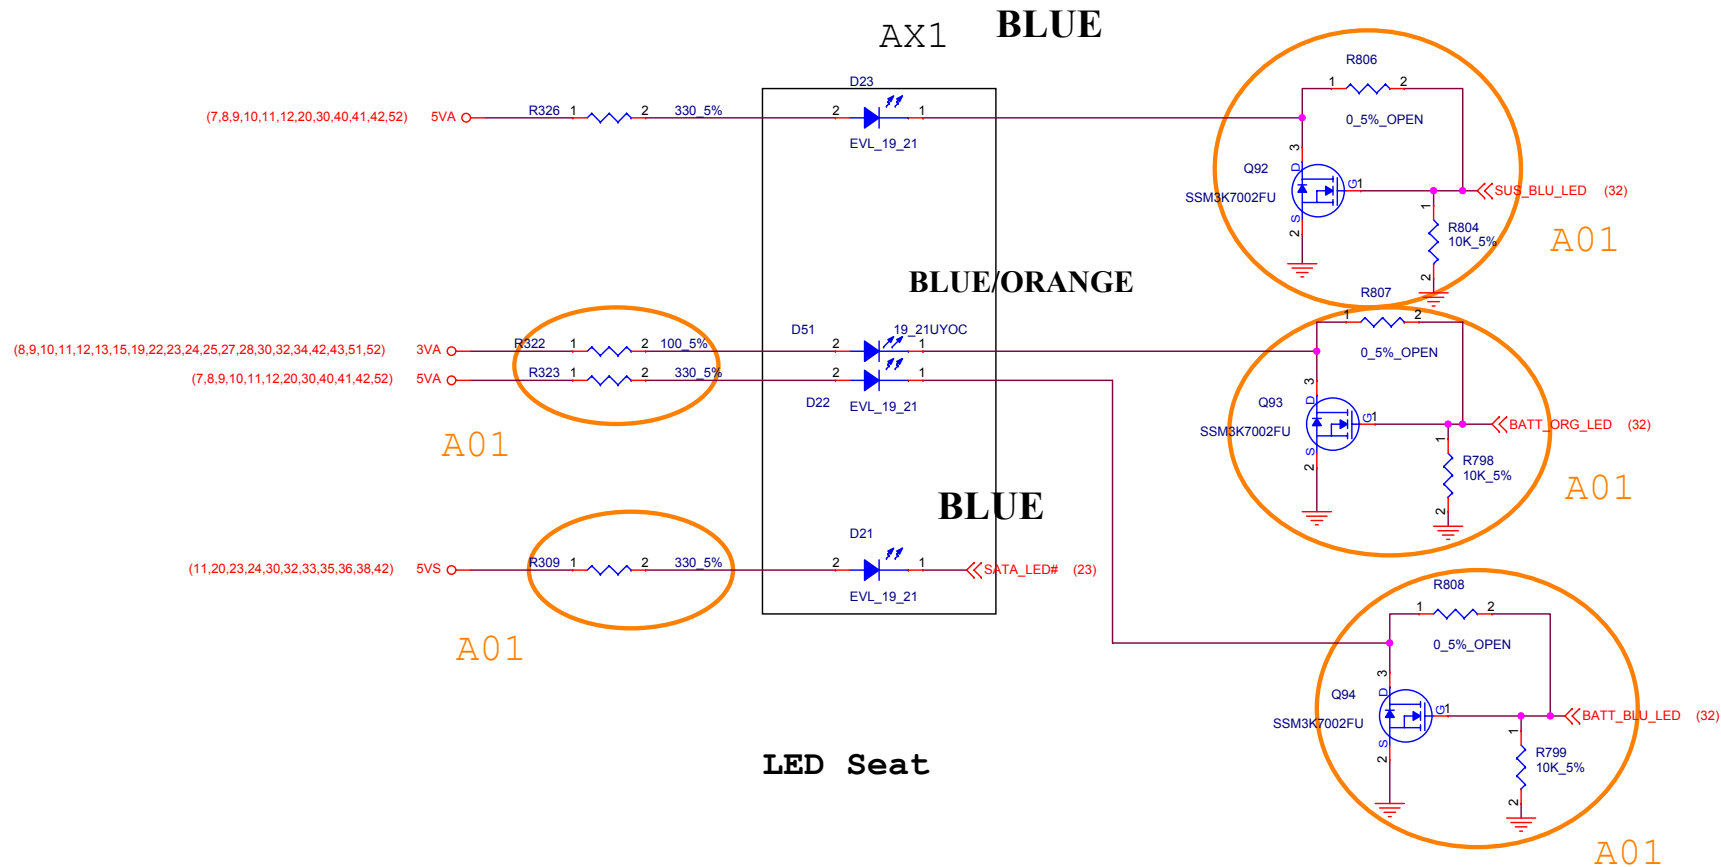 AX1 BLUE
D23
(7,8,9,10,11,12,20,30,40,41,42,52) 5VA R326 1 2 330_5% 2 1
EVL_19_21
R806
1 2
0_5%_OPEN
3
Q92 D
SSM3K7002FU G 1 SUS_BLU_LED (32)
S
2
1
R804
10K_5%
2
A01
BLUE/ORANGE
D51 19_21UYOC
(8,9,10,11,12,13,15,19,22,23,24,25,27,28,30,32,34,42,43,51,52) 3VA R322 1 2 100_5% 2 1
(7,8,9,10,11,12,20,30,40,41,42,52) 5VA R323 1 2 330_5% 2 1
D22 EVL_19_21
A01
R807
1 2
0_5%_OPEN
3
Q93 D
SSM3K7002FU G 1 BATT_ORG_LED (32)
S
2
1
R798
10K_5%
2
A01
BLUE
D21
(11,20,23,24,30,32,33,35,36,38,42) 5VS R309 1 2 330_5% 2 1 SATA_LED# (23)
EVL_19_21
A01
R808
1 2
0_5%_OPEN
3
Q94 D
SSM3K7002FU G 1 BATT_BLU_LED (32)
S
2
1
R799
10K_5%
2
A01
LED Seat